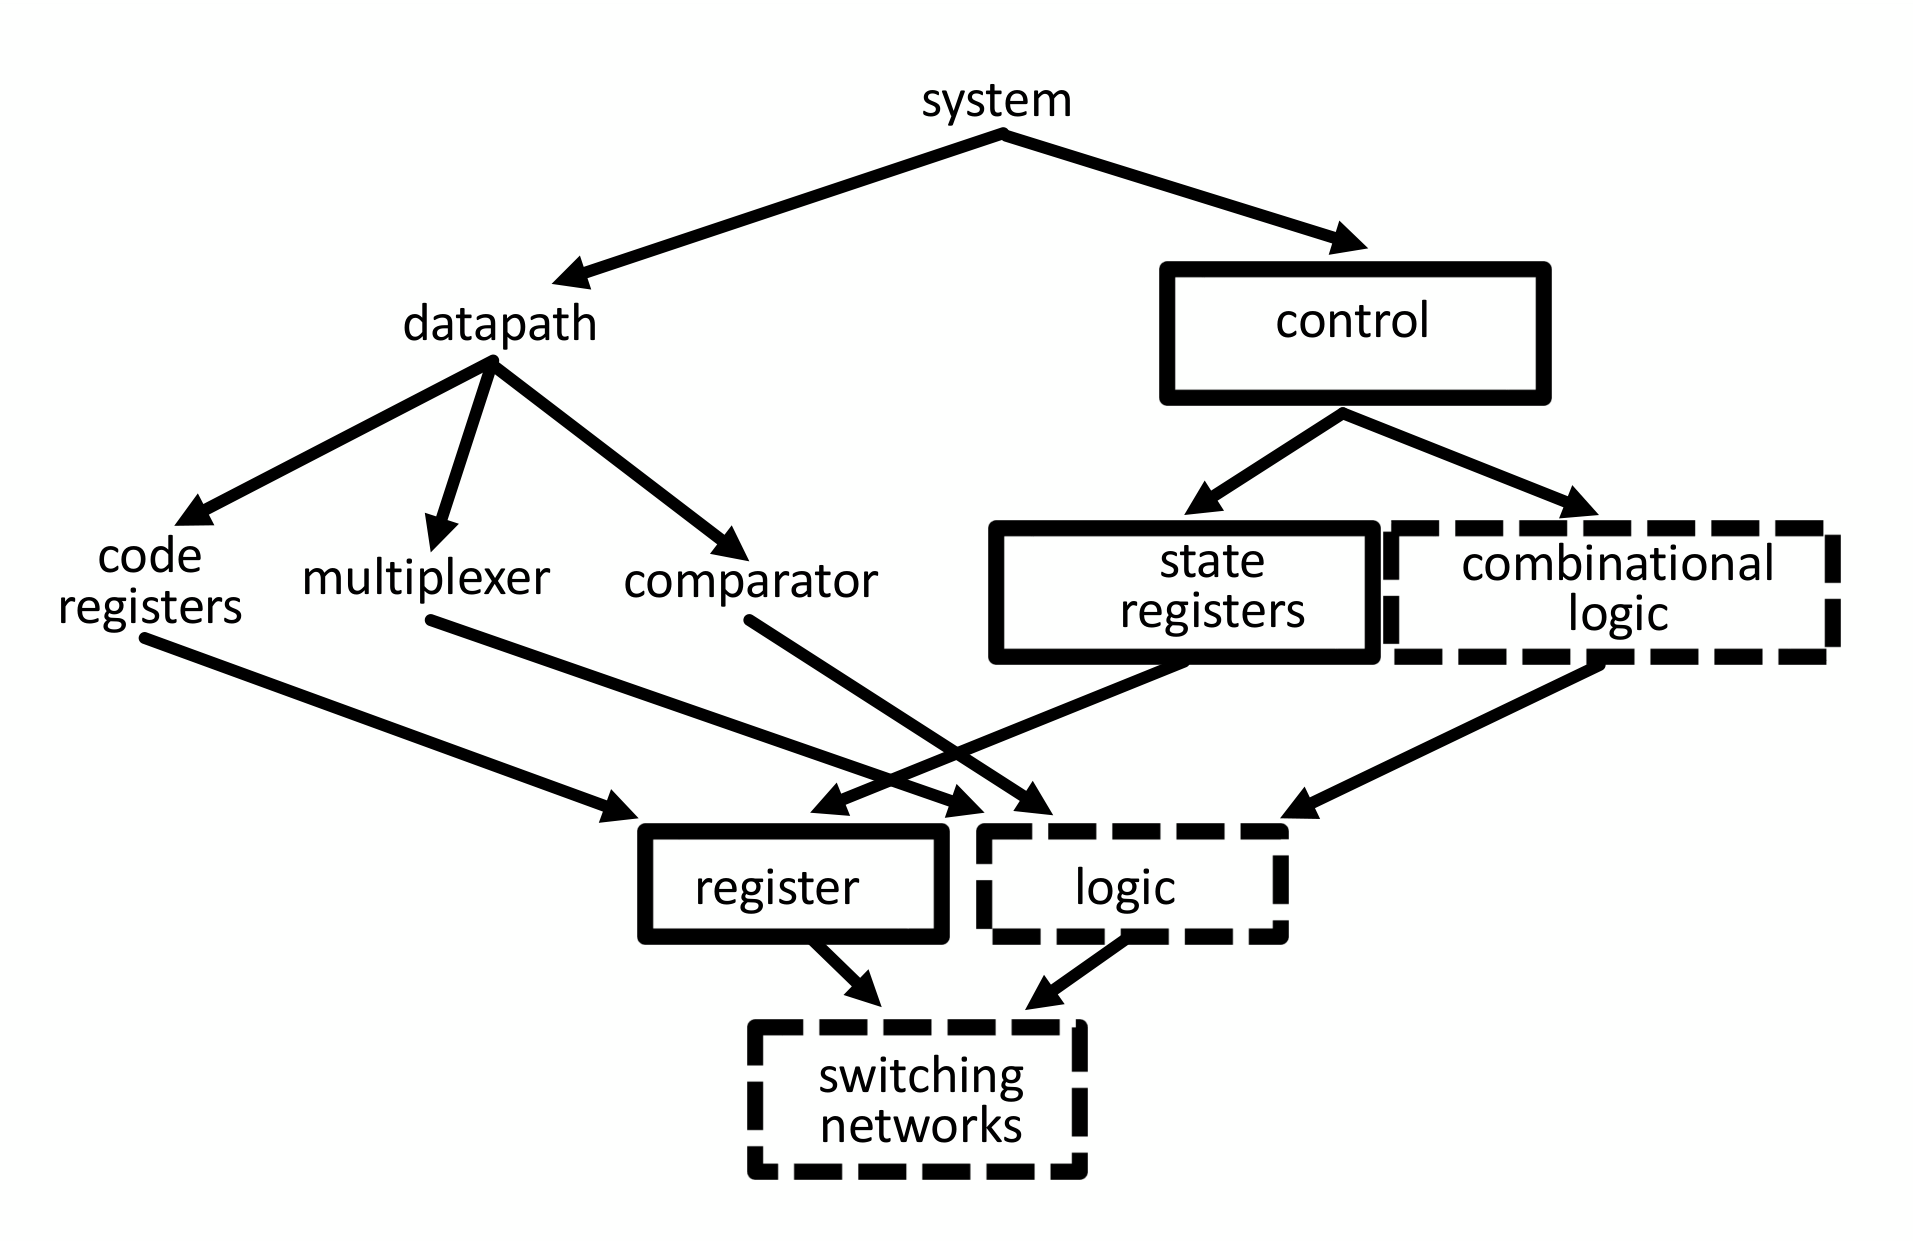 system
datapath
control
code
registers
multiplexer
comparator
state
registers
combinational
logic
register
logic
switching
networks